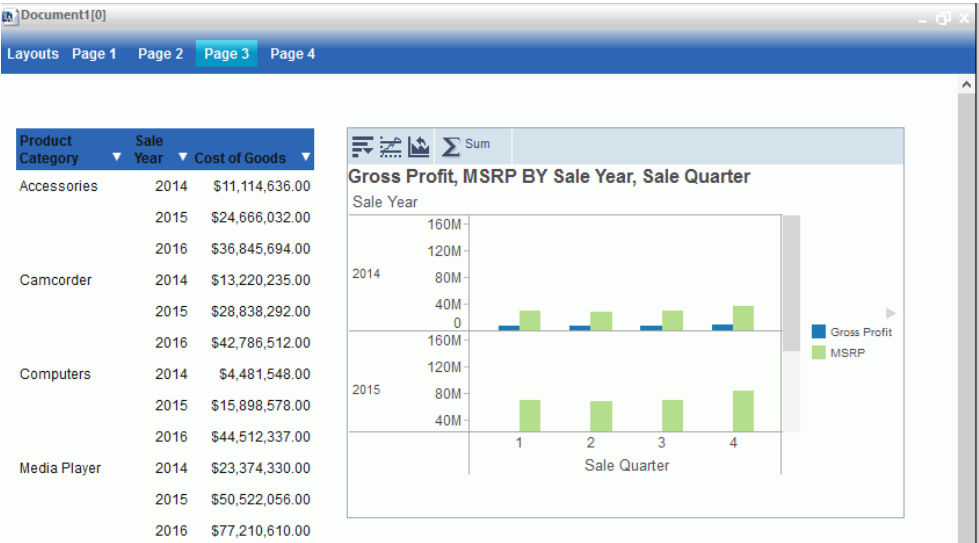 Document1[0]
Layouts Page 1 Page 2 Page 3 Page 4
Product Category Sale Year Cost of Goods
Accessories 2014 $11,114,636.00
2015 $24,666,032.00
2016 $36,845,694.00
Camcorder 2014 $13,220,235.00
2015 $28,838,292.00
2016 $42,786,512.00
Computers 2014 $4,481,548.00
2015 $15,898,578.00
2016 $44,512,337.00
Media Player 2014 $23,374,330.00
2015 $50,522,056.00
2016 $77,210,610.00
Sum
Gross Profit, MSRP BY Sale Year, Sale Quarter
Sale Year
160M
120M
2014 80M
40M
0
160M
120M
2015 80M
40M
1 2 3 4
Sale Quarter
Gross Profit
MSRP